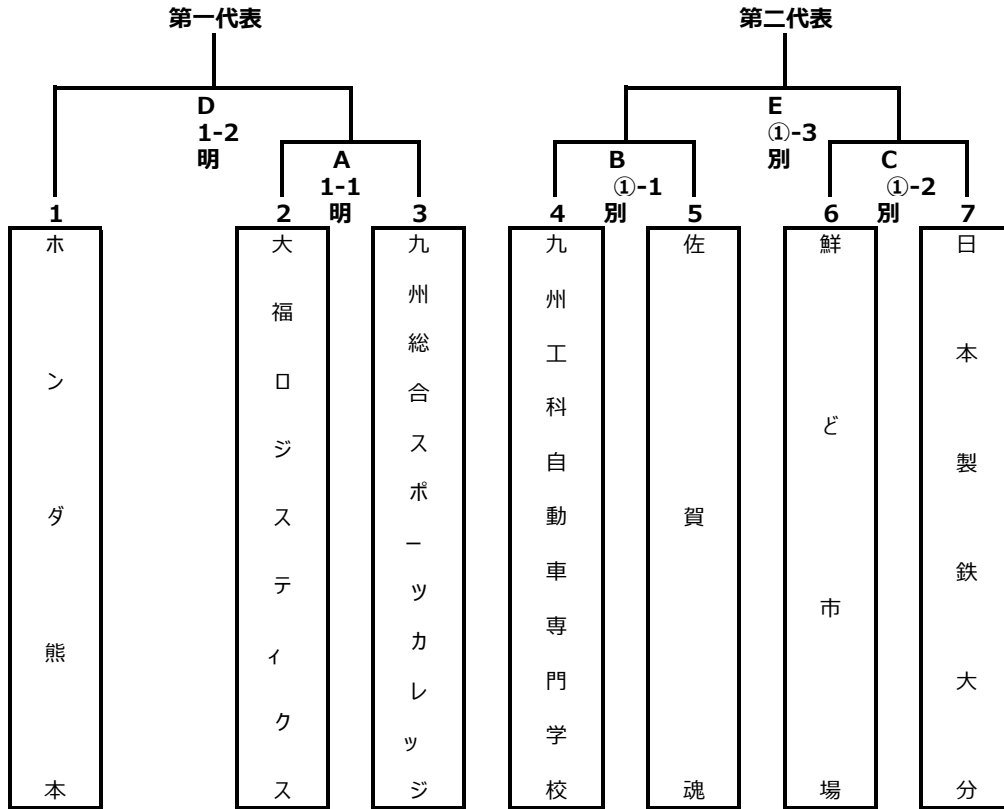 第一代表
第二代表
D
1-2
明
E
①-3
別
A
1-1
明
B
①-1
別
C
①-2
別
1
2
3
4
5
6
7
ホンダ熊本
大福ロジスティクス
九州総合スポーツカレッジ
九州工科自動車専門学校
佐賀魂
鮮ど市場
日本製鉄大分